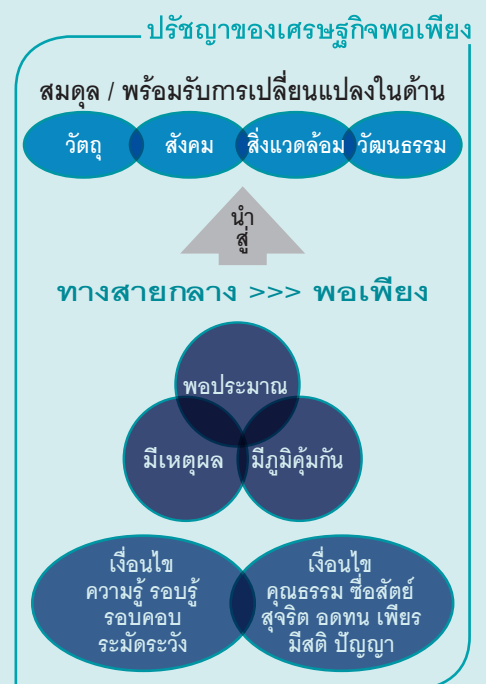 ปรัชญาของเศรษฐกิจพอเพียง
สมดุล / พร้อมรับการเปลี่ยนแปลงในด้าน
วัตถุ สังคม สิ่งแวดล้อม วัฒนธรรม
นำ
สู่
ทางสายกลาง >>> พอเพียง
พอประมาณ
มีเหตุผล มีภูมิคุ้มกัน
เงื่อนไข
ความรู้ รอบรู้
รอบคอบ
ระมัดระวัง
เงื่อนไข
คุณธรรม ซื่อสัตย์
สุจริต อดทน เพียร
มีสติ ปัญญา